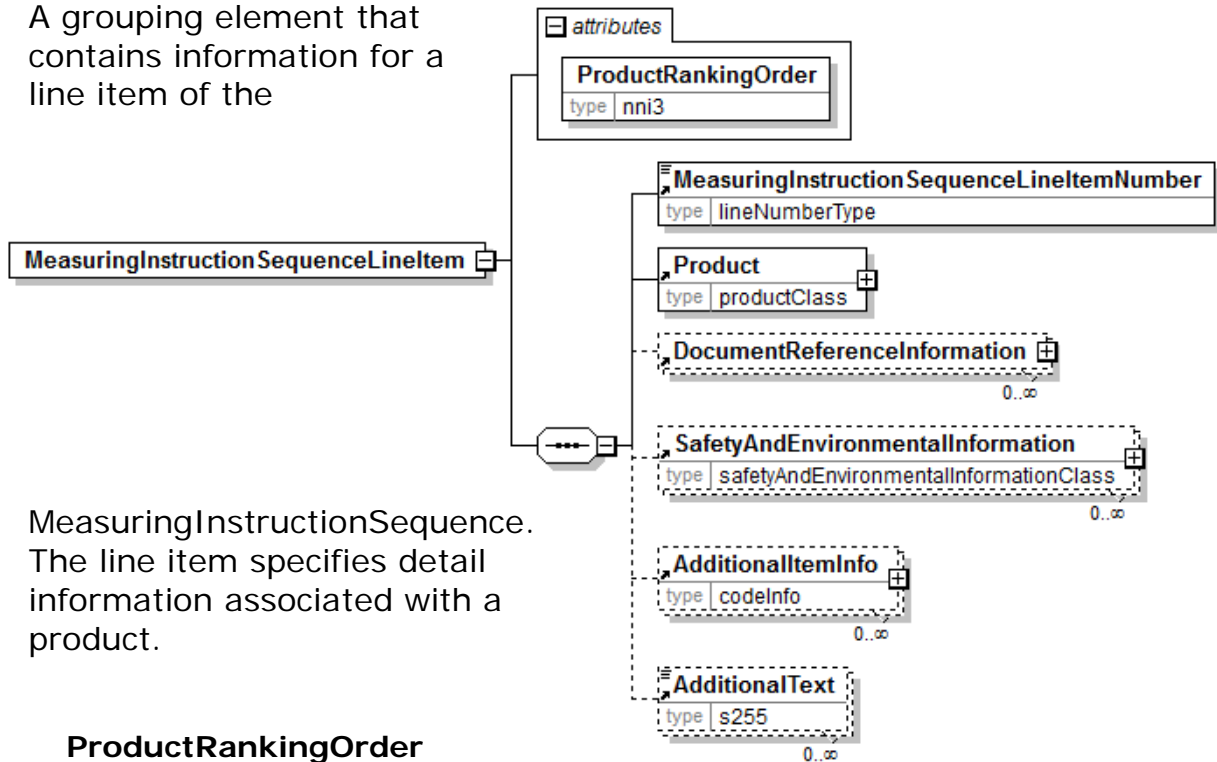 A grouping element that
contains information for a
line item of the
attributes
ProductRankingOrder
type nni3
MeasuringInstructionSequenceLineItem
MeasuringInstructionSequenceLineItemNumber
type lineNumberType
Product
type productClass
DocumentReferenceInformation
0..∞
SafetyAndEnvironmentalInformation
type safetyAndEnvironmentalInformationClass
0..∞
AdditionalItemInfo
type codeInfo
0..∞
AdditionalText
type s255
0..∞
MeasuringInstructionSequence.
The line item specifies detail
information associated with a
product.
ProductRankingOrder